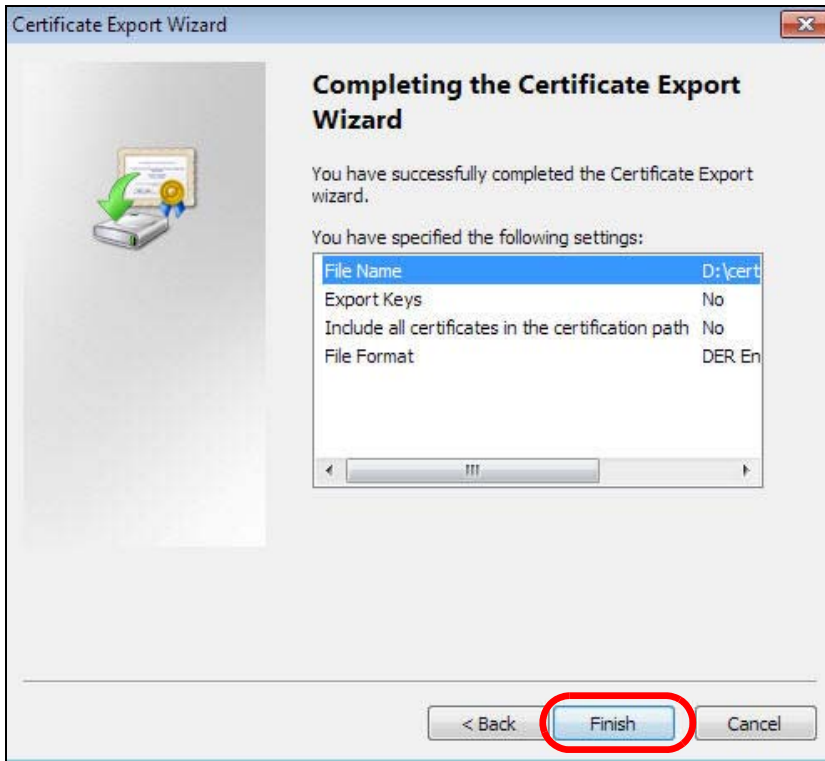 Certificate Export Wizard
Completing the Certificate Export
Wizard
You have successfully completed the Certificate Export
wizard.
You have specified the following settings:
File Name D:\cert
Export Keys No
Include all certificates in the certification path No
File Format DER En
< Back Finish Cancel